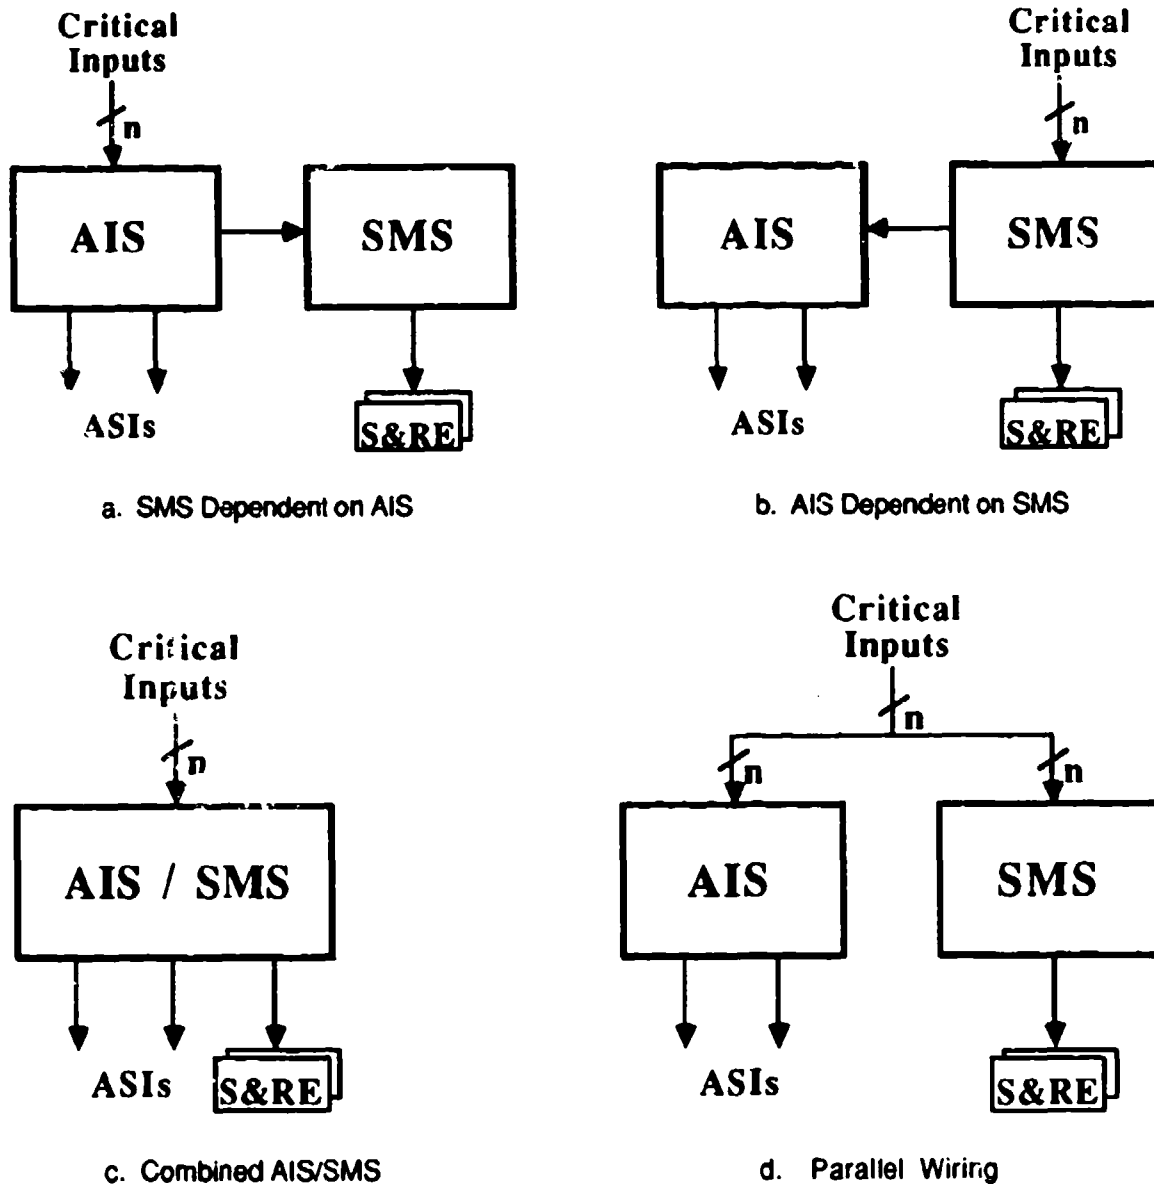 Critical
Inputs
n
AIS
SMS
ASIs
S&RE
a. SMS Dependent on AIS
Critical
Inputs
n
AIS
SMS
ASIs
S&RE
b. AIS Dependent on SMS
Critical
Inputs
n
AIS / SMS
ASIs
S&RE
c. Combined AIS/SMS
Critical
Inputs
n
n
n
AIS
SMS
ASIs
S&RE
d. Parallel Wiring